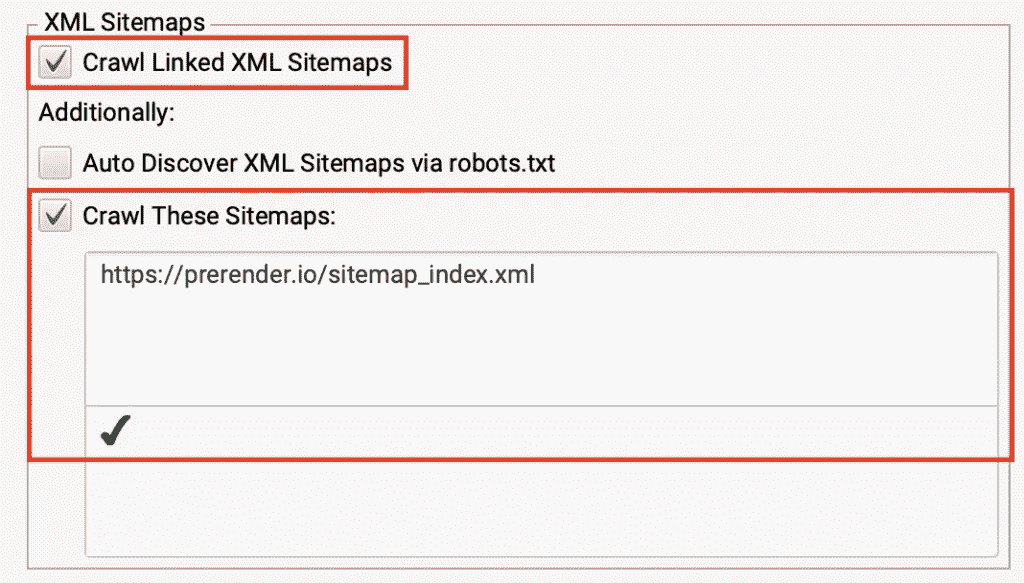 XML Sitemaps
Crawl Linked XML Sitemaps
Additionally:
Auto Discover XML Sitemaps via robots.txt
Crawl These Sitemaps:
https://prerender.io/sitemap_index.xml